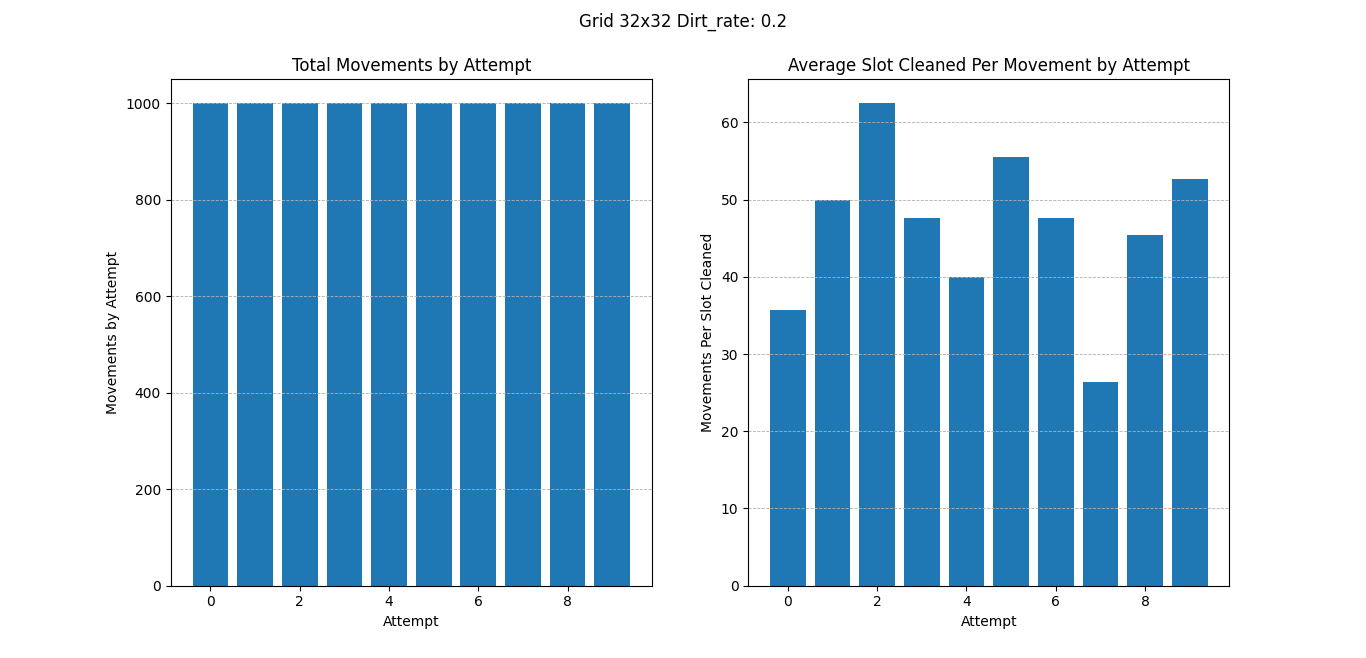 Grid 32x32 Dirt_rate: 0.2
Total Movements by Attempt
Movements by Attempt
1000
800
600
400
200
0
0 2 4 6 8
Attempt
Average Slot Cleaned Per Movement by Attempt
Movements Per Slot Cleaned
60
50
40
30
20
10
0
0 2 4 6 8
Attempt